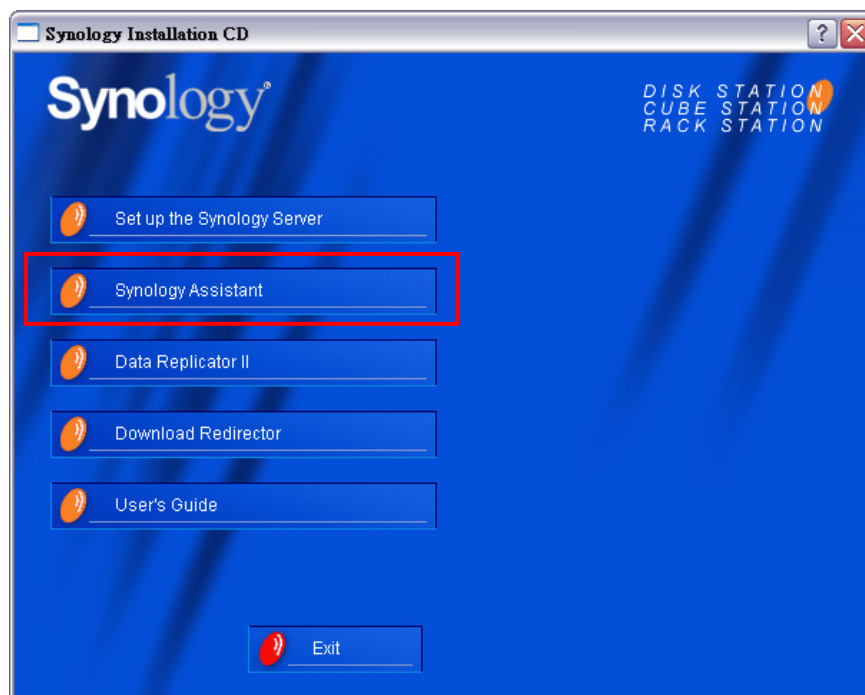 Synology Installation CD
Synology®
DISK STATION
CUBE STATION
RACK STATION
Set up the Synology Server
Synology Assistant
Data Replicator II
Download Redirector
User's Guide
Exit